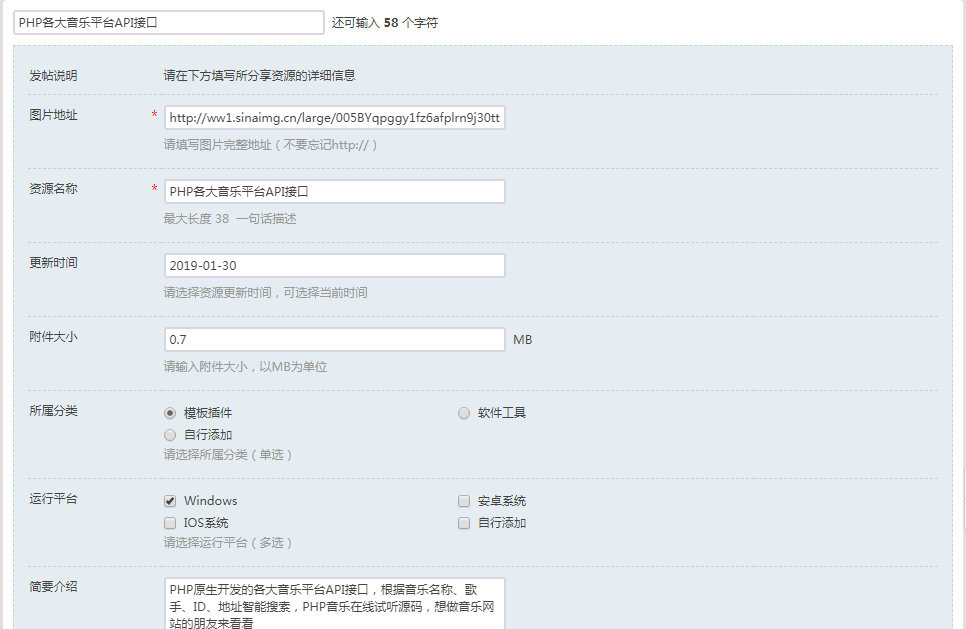 PHP各大音乐平台API接口 还可输入 58 个字符
发帖说明 请在下方填写所分享资源的详细信息
图片地址 * http://ww1.sinaimg.cn/large/005BYqpggy1fz6afplrn9j30tt
请填写图片完整地址（不要忘记http://）
资源名称 * PHP各大音乐平台API接口
最大长度 38 一句话描述
更新时间 2019-01-30
请选择资源更新时间，可选择当前时间
附件大小 0.7 MB
请输入附件大小，以MB为单位
所属分类 模板插件 软件工具
自行添加
请选择所属分类（单选）
运行平台 Windows 安卓系统
IOS系统 自行添加
请选择运行平台（多选）
简要介绍 PHP原生开发的各大音乐平台API接口，根据音乐名称、歌
手、ID、地址智能搜索，PHP音乐在线试听源码，想做音乐网
站的朋友来看看